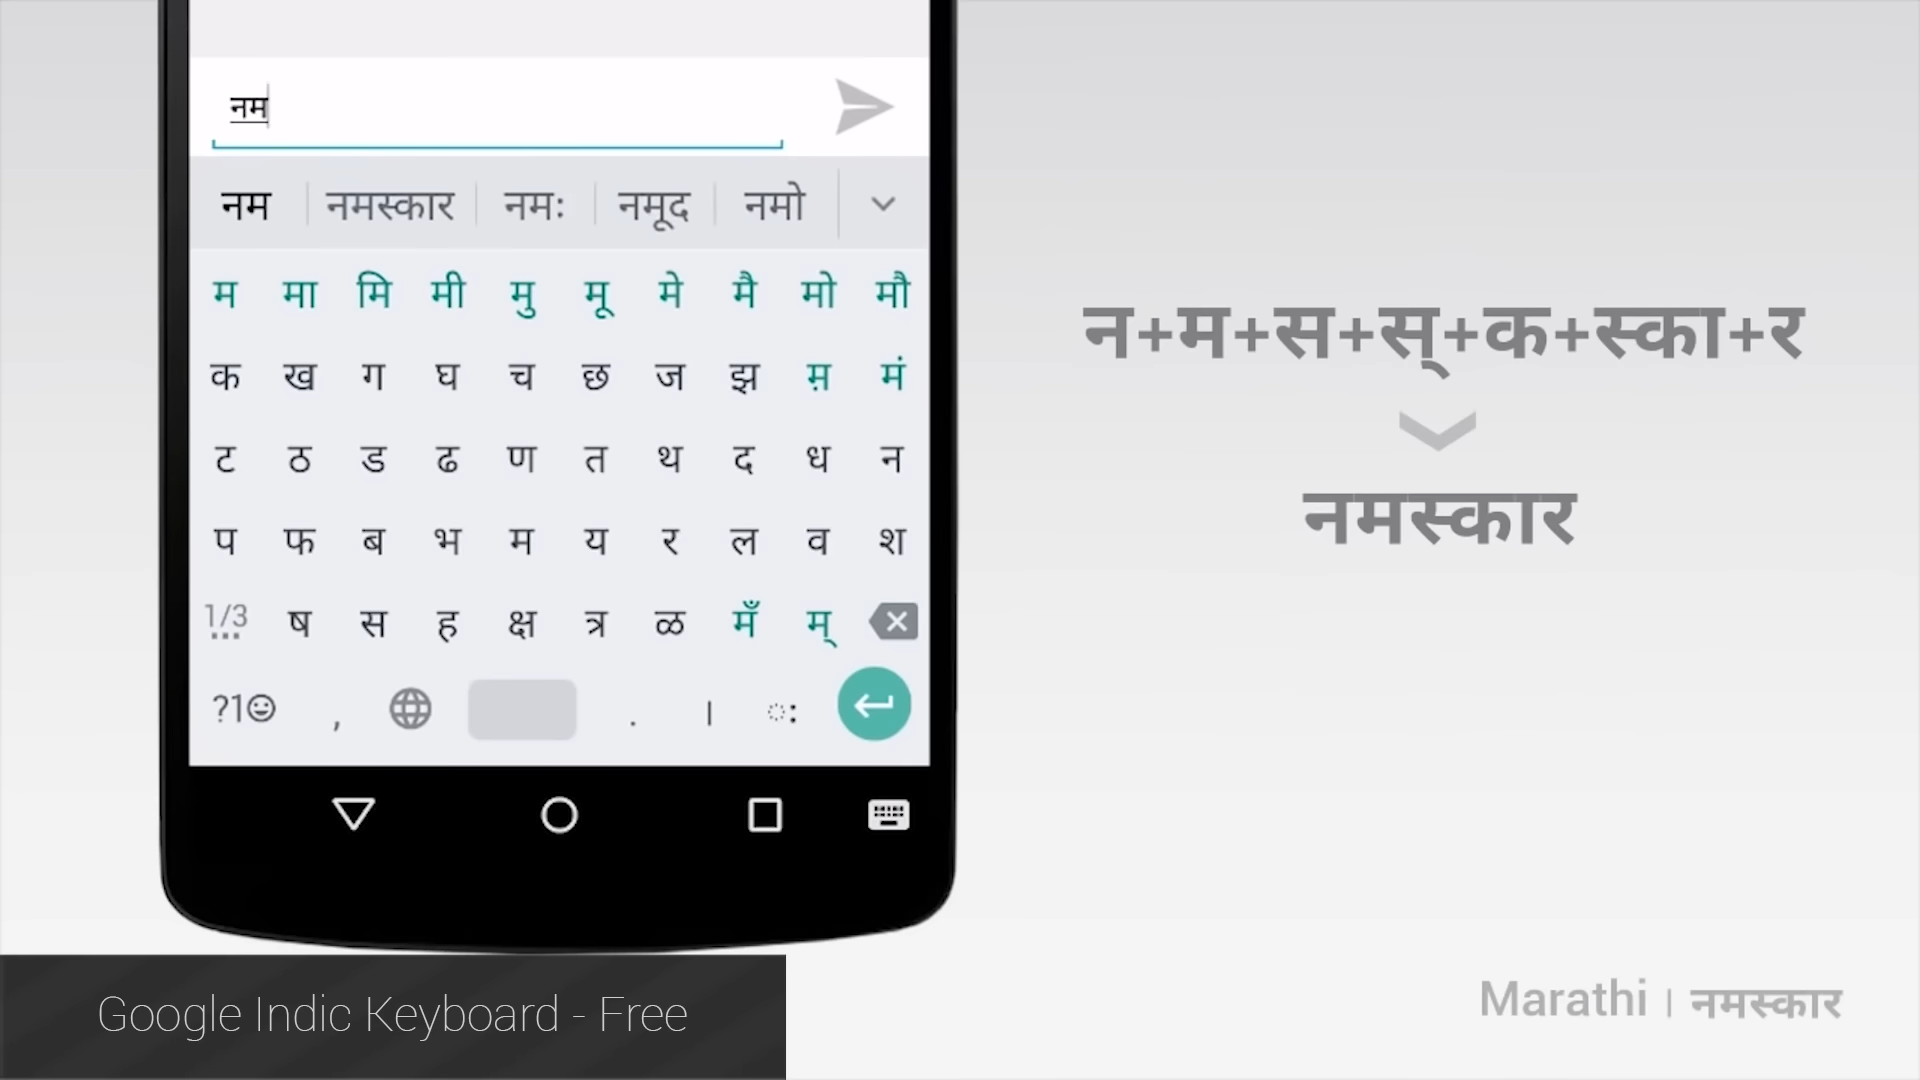 नम
नम नमस्कार नमः नमूद नमो
म मा मि मी मु मू मे मै मो मौ
क ख ग घ च छ ज झ म़ मं
ट ठ ड ढ ण त थ द ध न
प फ ब भ म य र ल व श
1/3 ष स ह क्ष त्र ळ मँ म्
?1☺ , . । ः
न+म+स+स्+क+स्का+र
नमस्कार
Google Indic Keyboard - Free
Marathi | नमस्कार